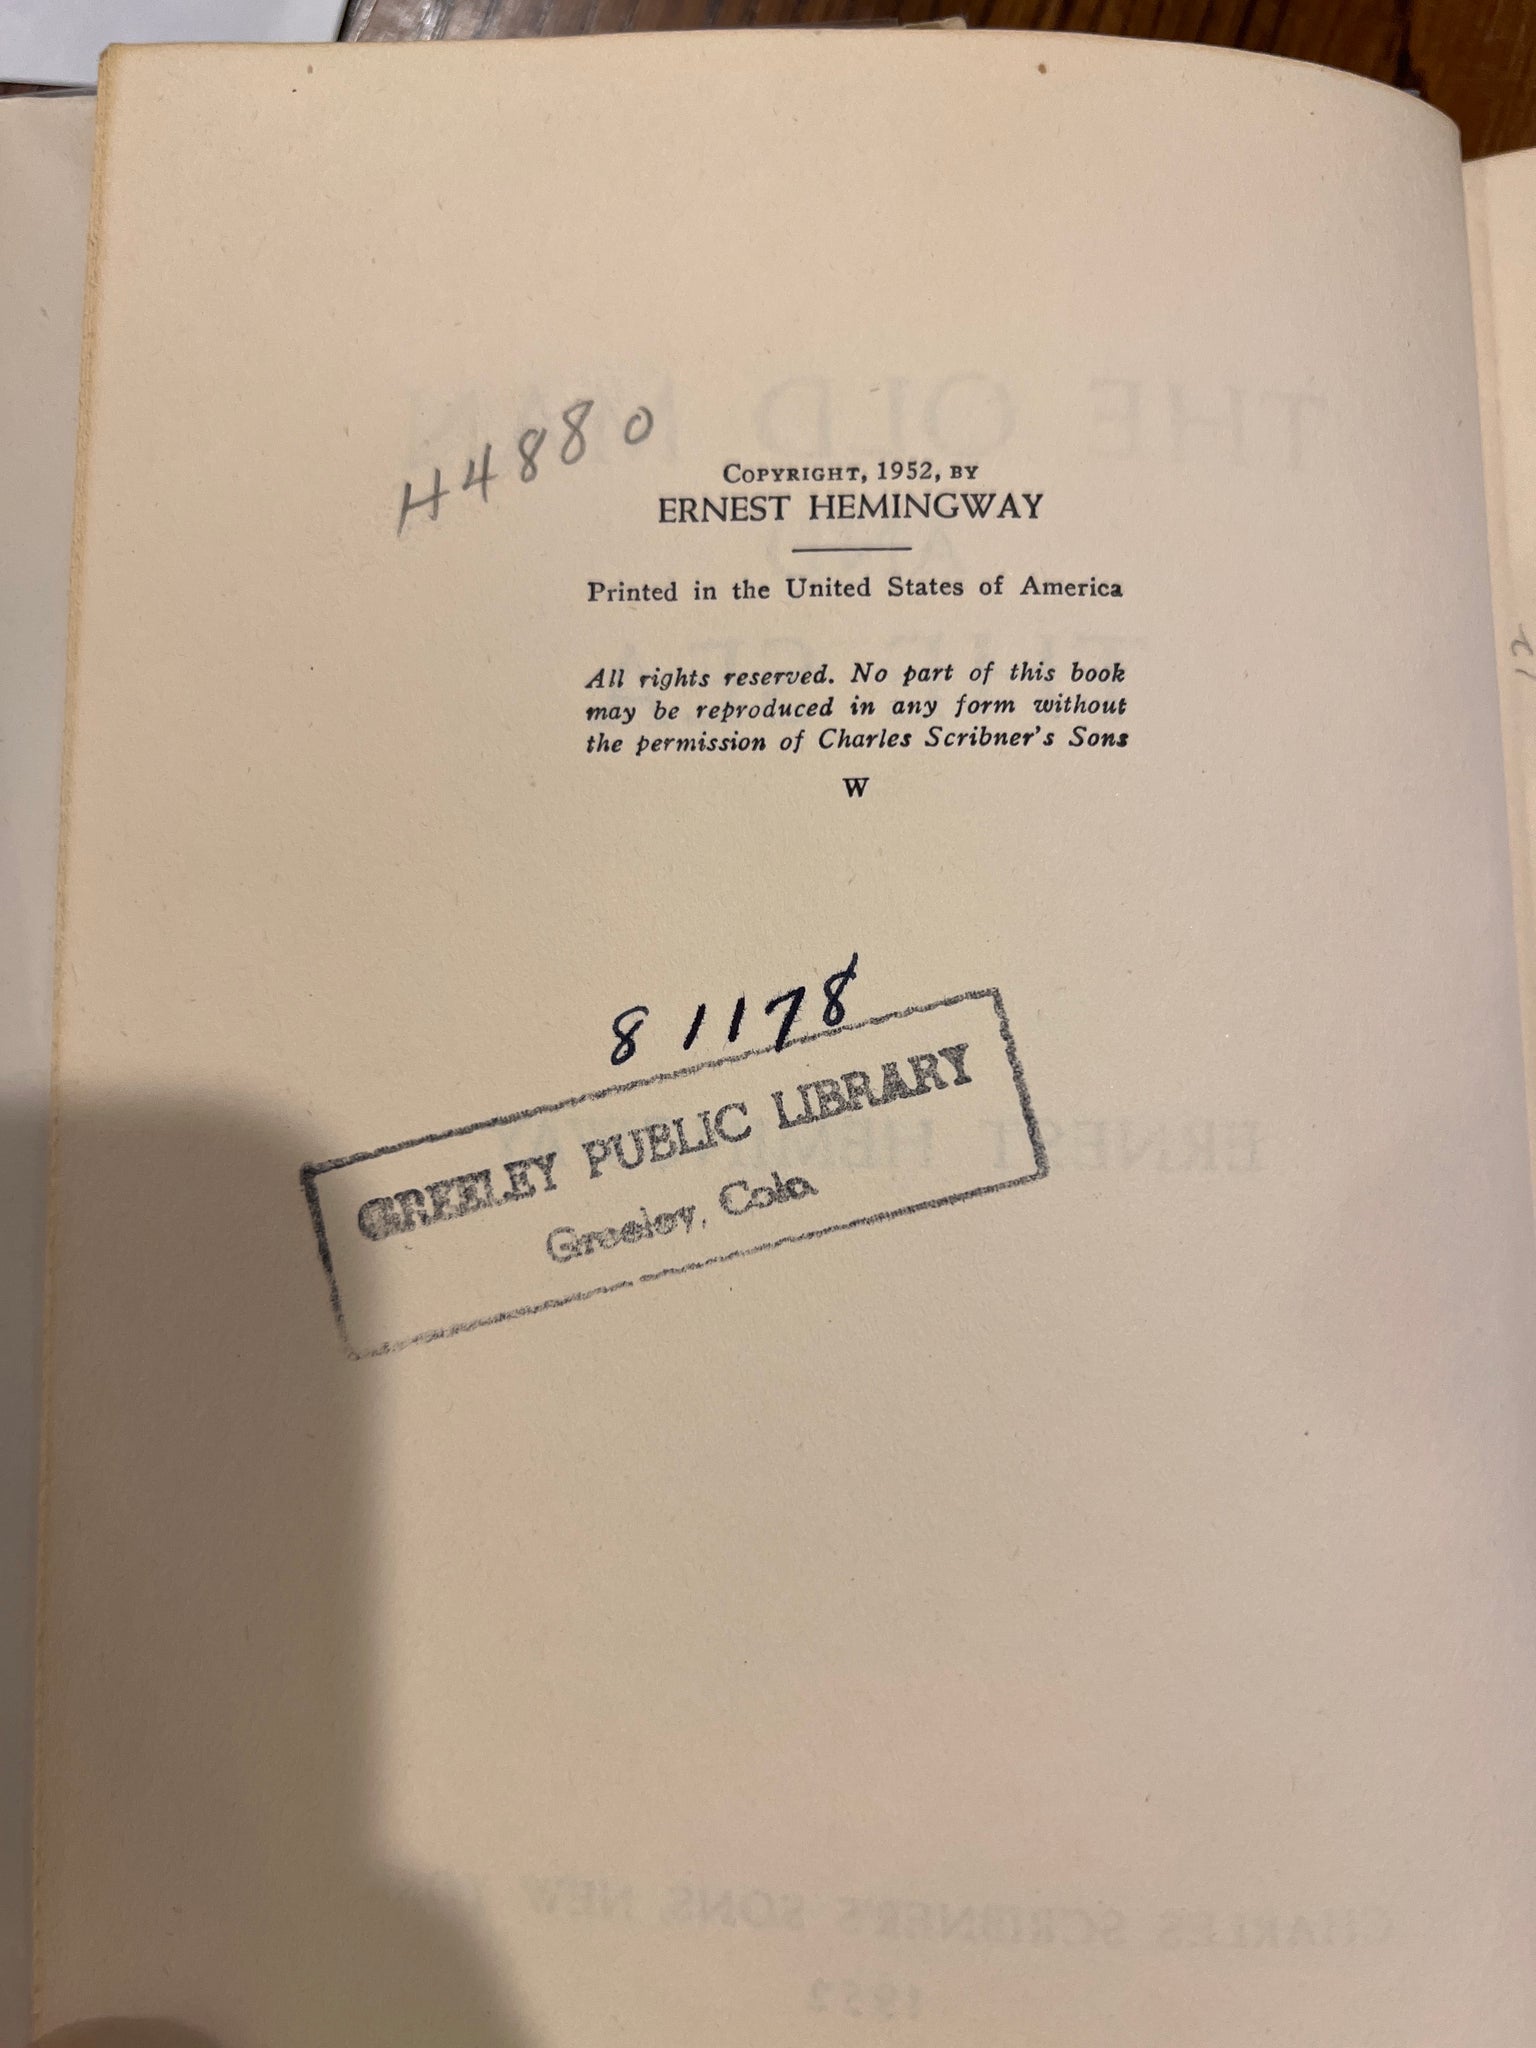 H4880
COPYRIGHT, 1952, BY
ERNEST HEMINGWAY
Printed in the United States of America
All rights reserved. No part of this book
may be reproduced in any form without
the permission of Charles Scribner's Sons
W
81178
GREELEY PUBLIC LIBRARY
Greeley, Colo.